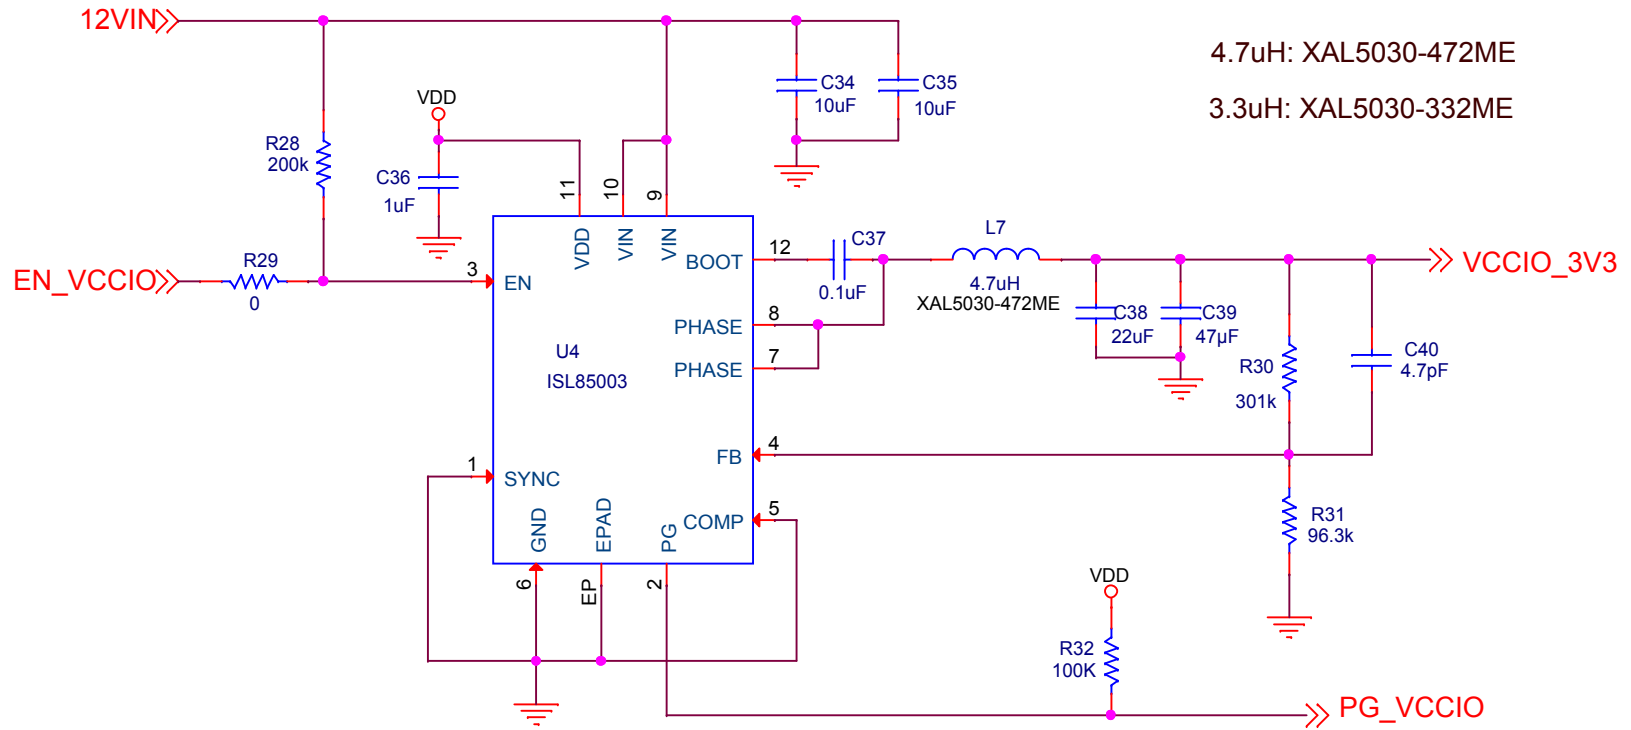 12VIN
4.7uH: XAL5030-472ME
3.3uH: XAL5030-332ME
C34
10uF
C35
10uF
VDD
R28
200k
C36
1uF
11
10
9
VDD
VIN
VIN
EN_VCCIO
R29
0
3
EN
BOOT
12
C37
0.1uF
L7
4.7uH
XAL5030-472ME
VCCIO_3V3
PHASE
8
PHASE
7
U4
ISL85003
C38
22uF
C39
47µF
R30
301k
C40
4.7pF
FB
4
1
SYNC
COMP
5
GND
EPAD
PG
6
EP
2
R31
96.3k
VDD
R32
100K
PG_VCCIO